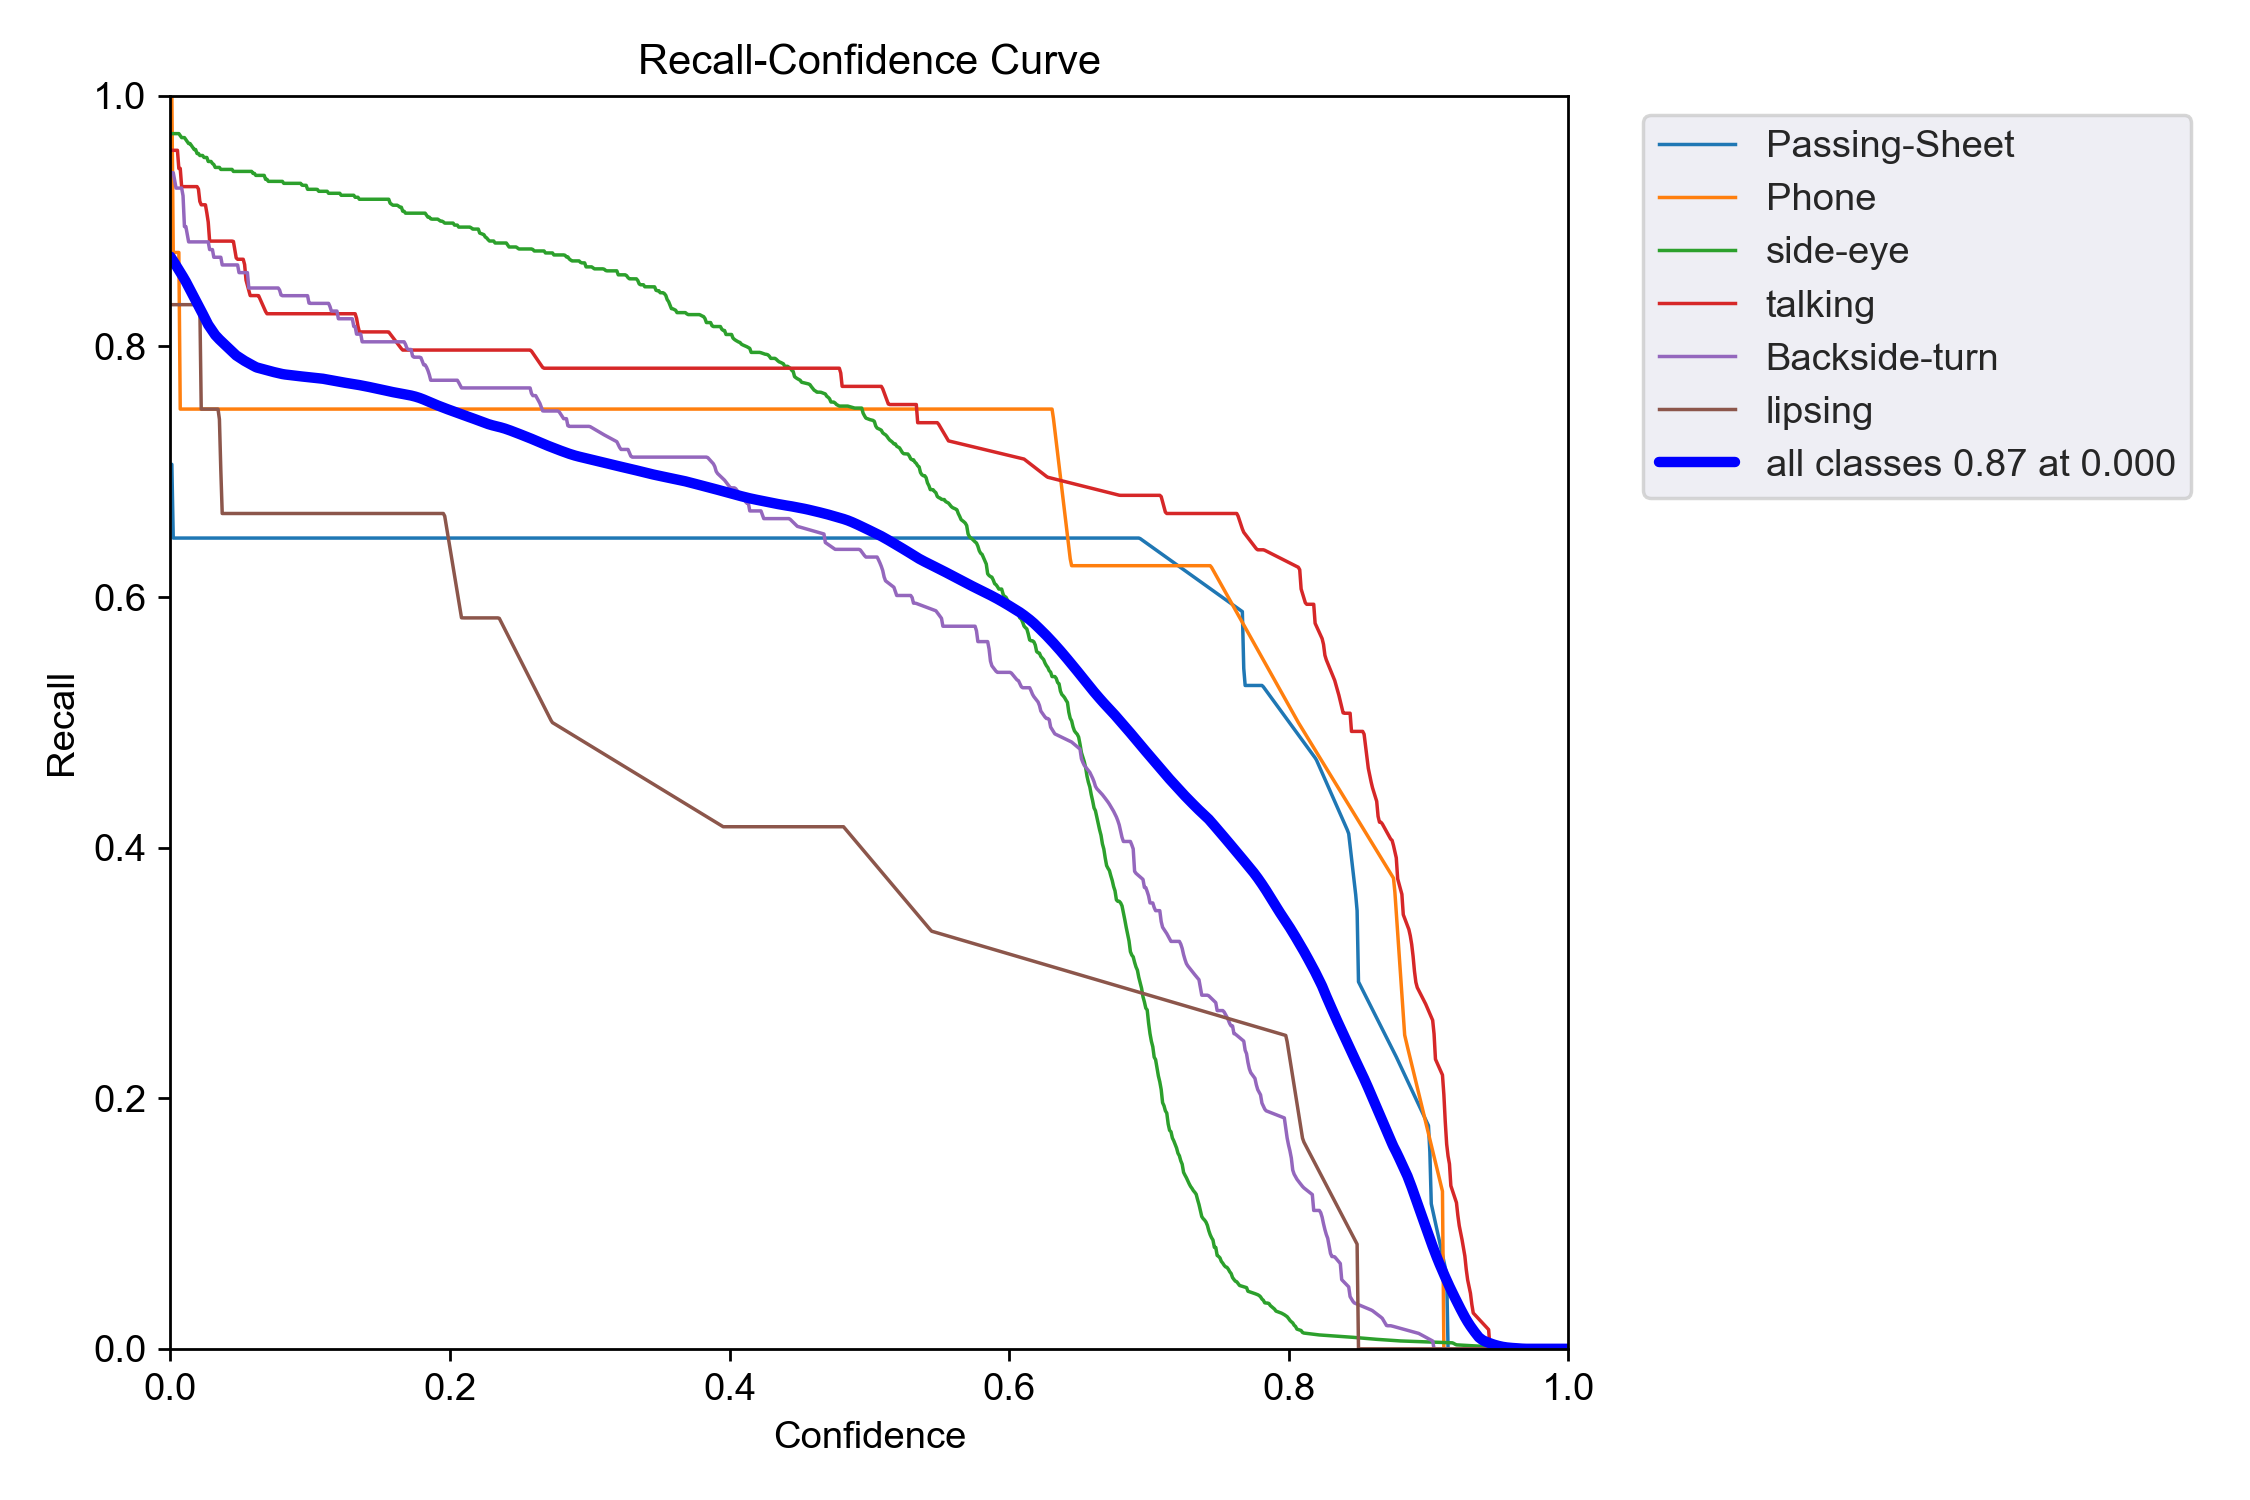 Recall-Confidence Curve
1.0
0.8
0.6
0.4
0.2
0.0
Recall
0.0 0.2 0.4 0.6 0.8 1.0
Confidence
Passing-Sheet
Phone
side-eye
talking
Backside-turn
lipsing
all classes 0.87 at 0.000